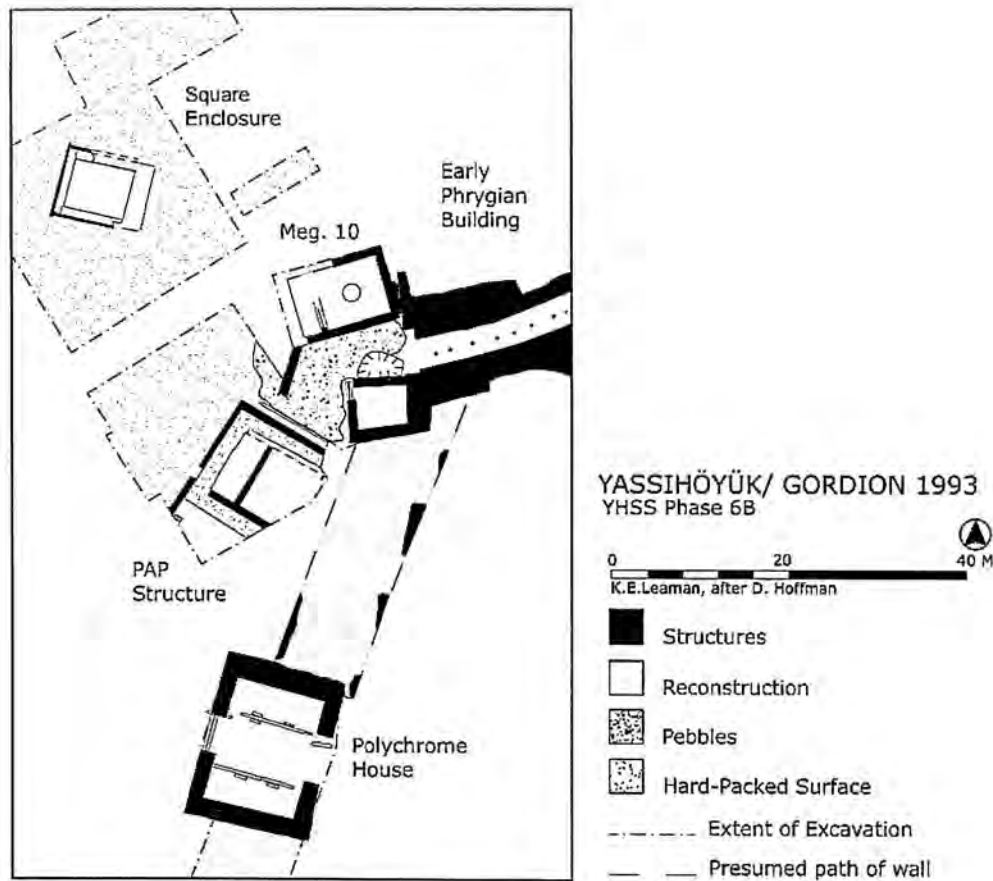 Square
Enclosure
Early
Phrygian
Building
Meg. 10
PAP
Structure
Polychrome
House
YASSIHÖYÜK/ GORDION 1993
YHSS Phase 6B
0 20 40 M
K.E.Leaman, after D. Hoffman
Structures
Reconstruction
Pebbles
Hard-Packed Surface
Extent of Excavation
Presumed path of wall